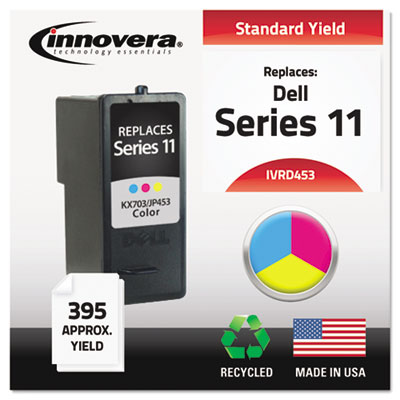 innovera®
technology essentials
Standard Yield
Replaces:
Dell
Series 11
IVRD453
REPLACES
Series 11
KX703/JP453
Color
DELL
395
APPROX.
YIELD
RECYCLED
MADE IN USA